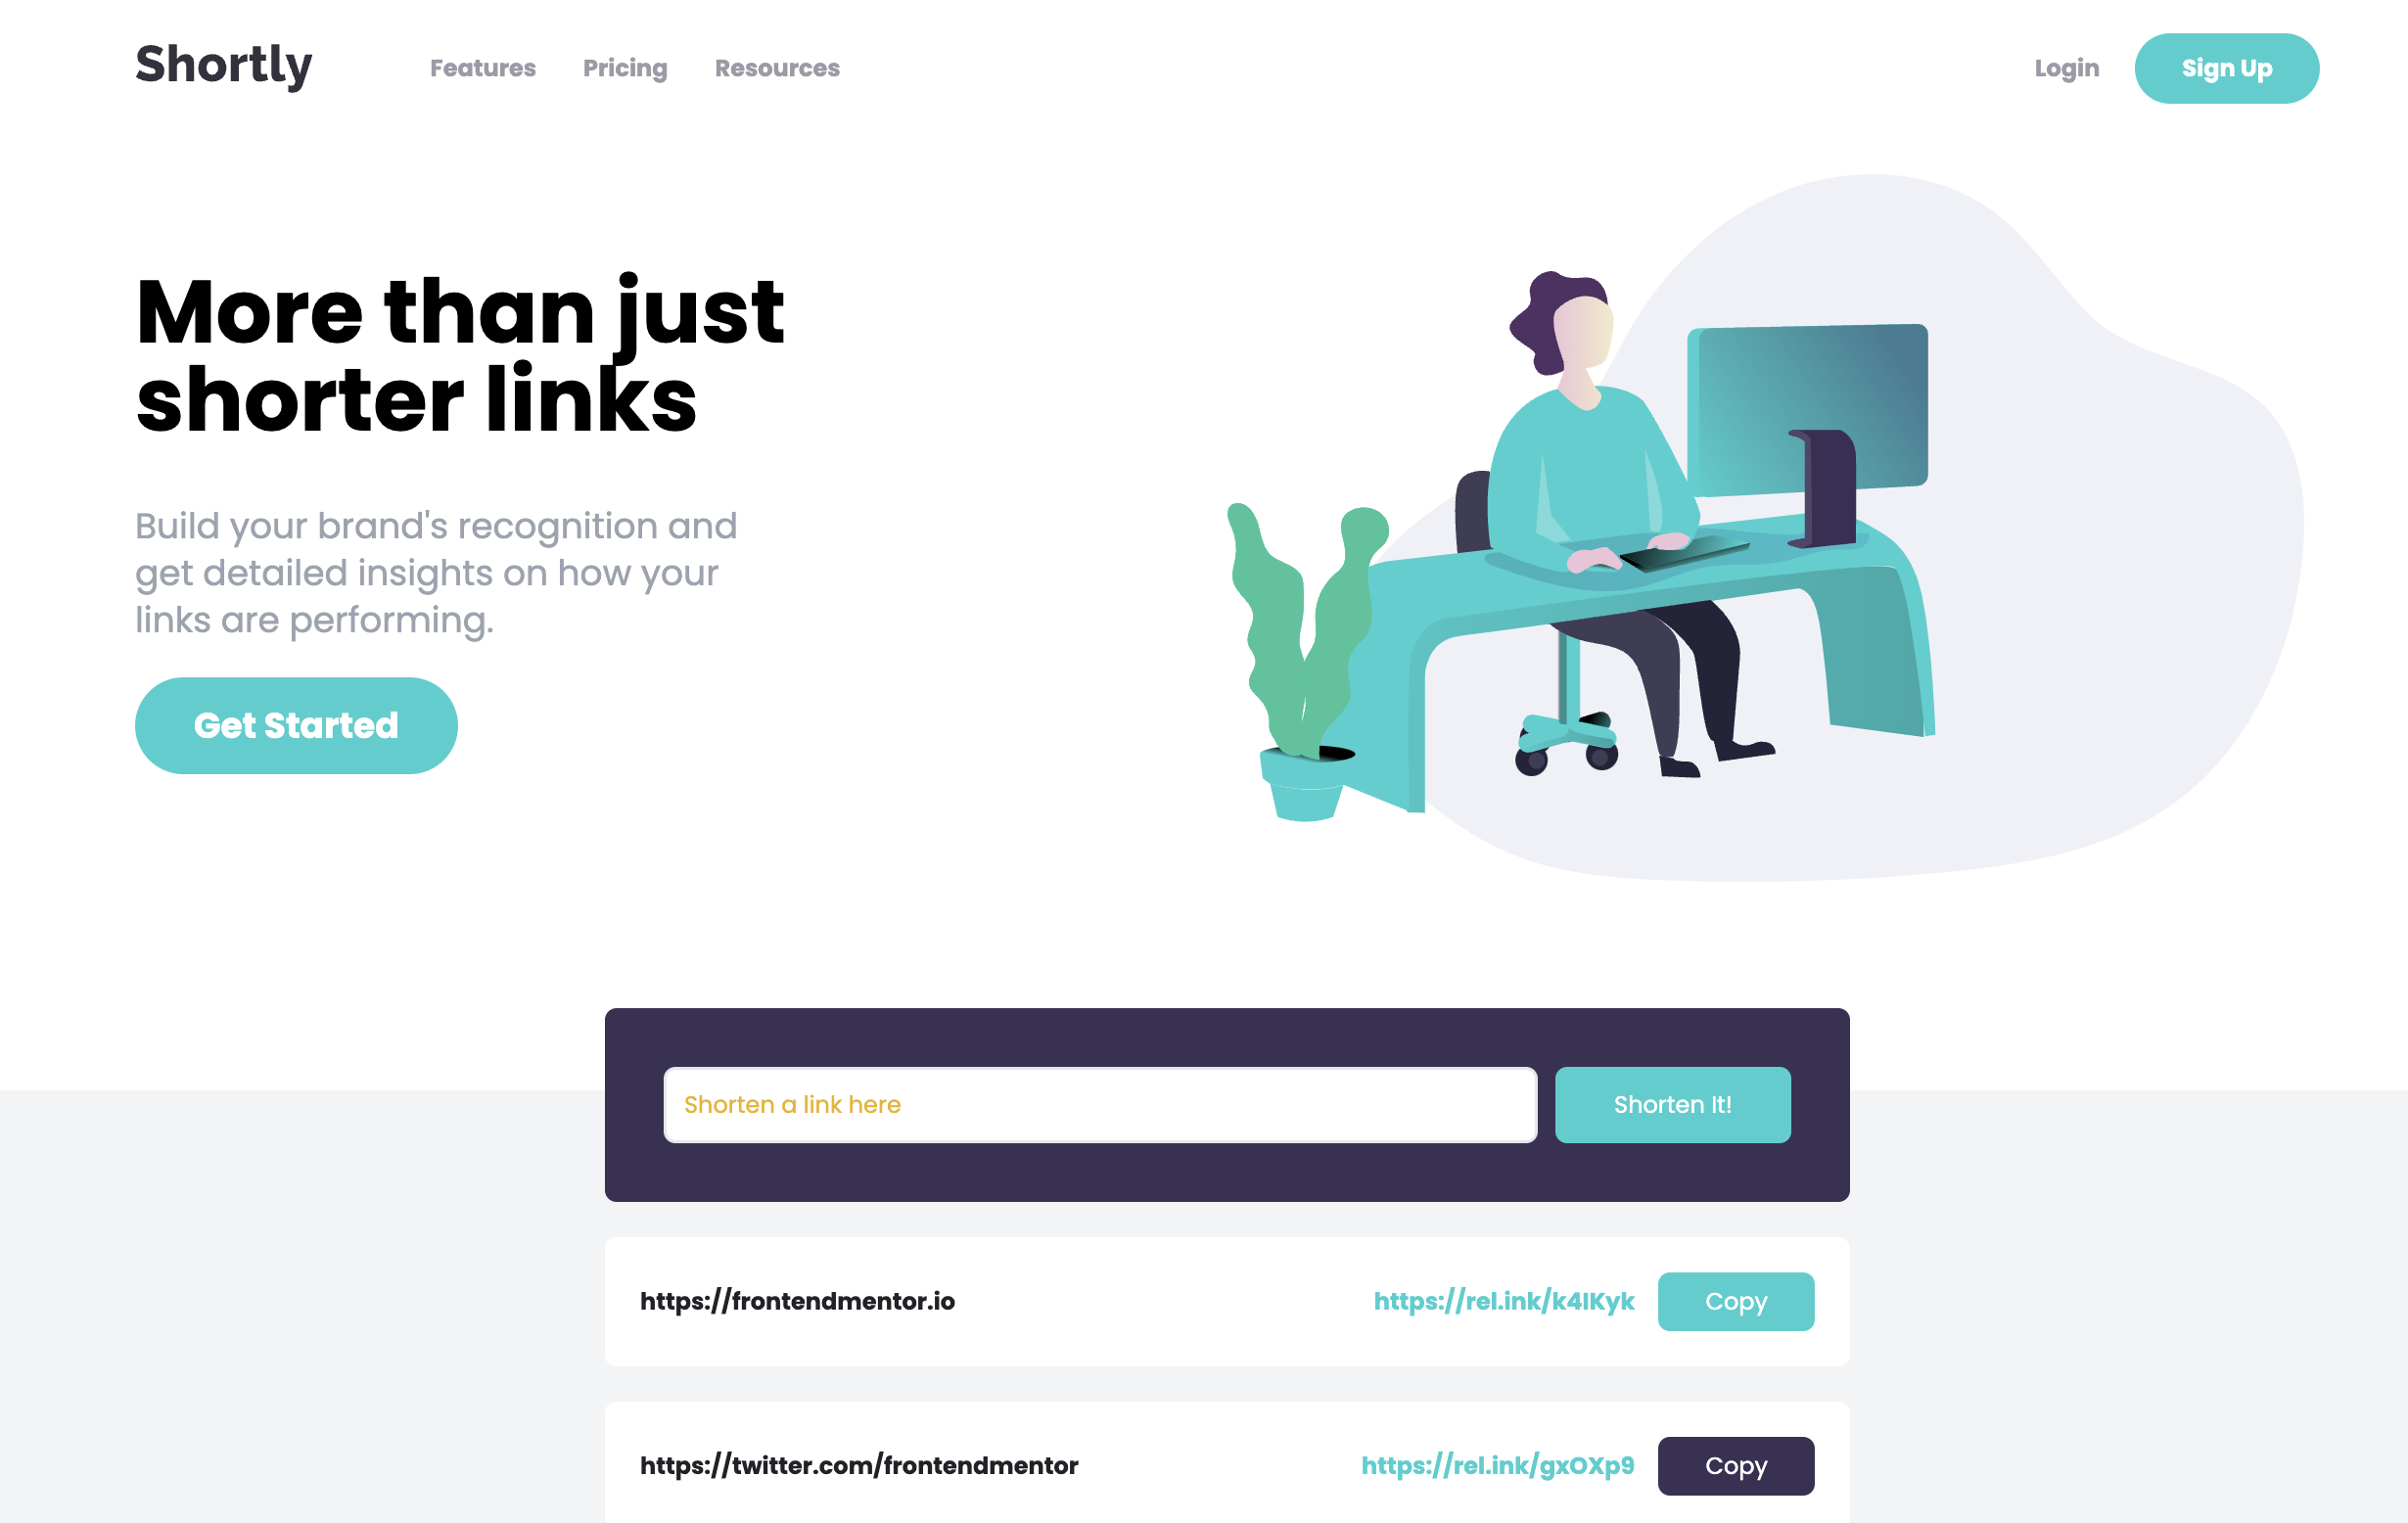 Shortly
Features
Pricing
Resources
Login
Sign Up
More than just
shorter links
Build your brand's recognition and
get detailed insights on how your
links are performing.
Get Started
Shorten a link here
Shorten It!
https://frontendmentor.io
https://rel.ink/k4IKyk
Copy
https://twitter.com/frontendmentor
https://rel.ink/gxOXp9
Copy